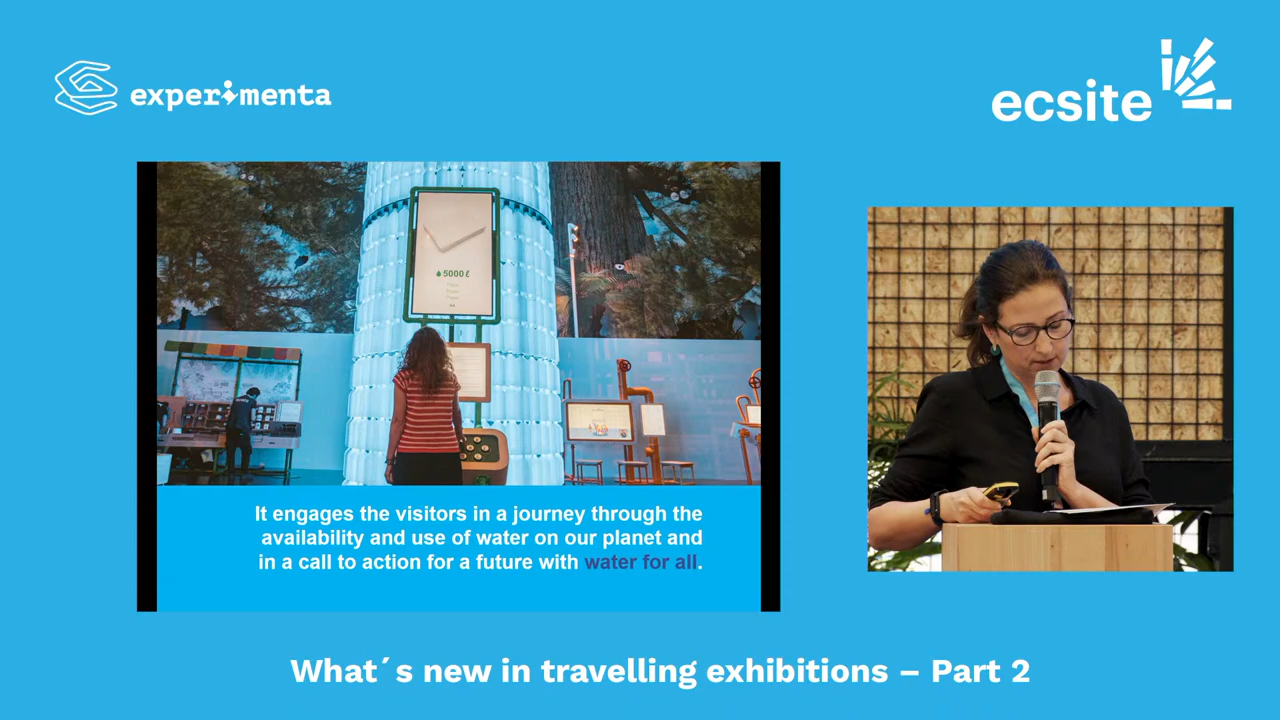 experimenta
ecsite
5000 ℓ
It engages the visitors in a journey through the
availability and use of water on our planet and
in a call to action for a future with water for all.
What´s new in travelling exhibitions – Part 2